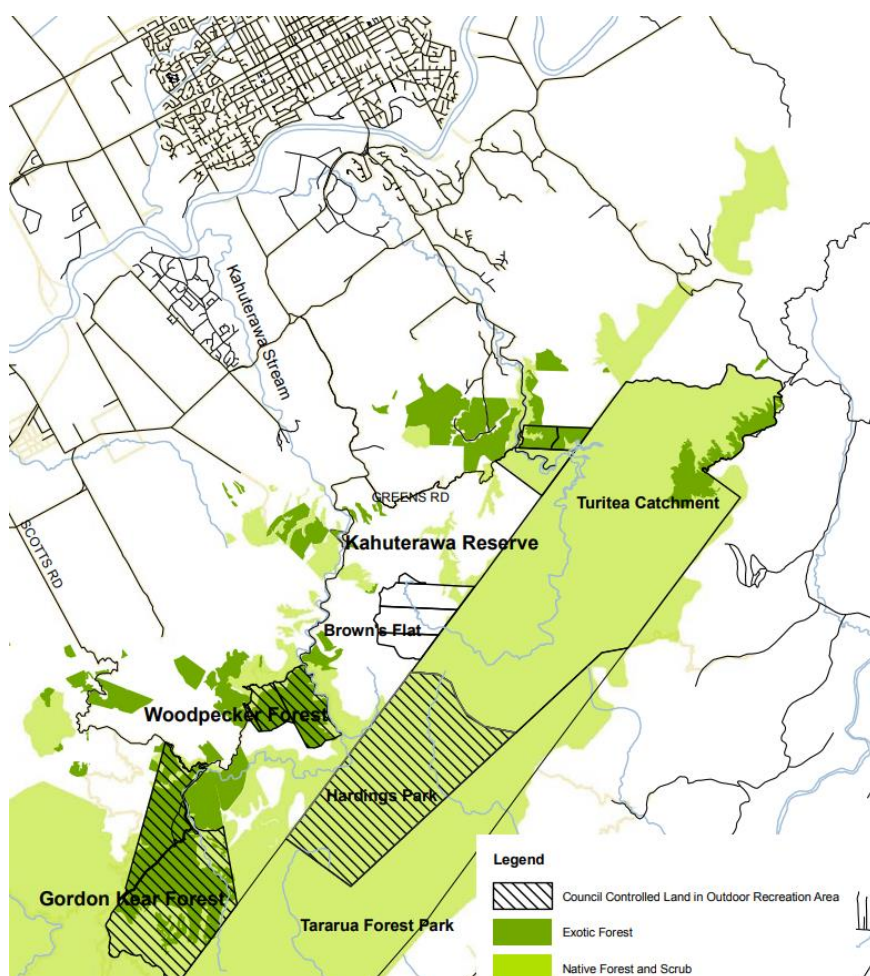 Kahuterawa Stream
GREENS RD
Turitea Catchment
Kahuterawa Reserve
SCOTTS RD
Brown's Flat
Woodpecker Forest
Hardings Park
Gordon Kear Forest
Tararua Forest Park
Legend
Council Controlled Land in Outdoor Recreation Area
Exotic Forest
Native Forest and Scrub